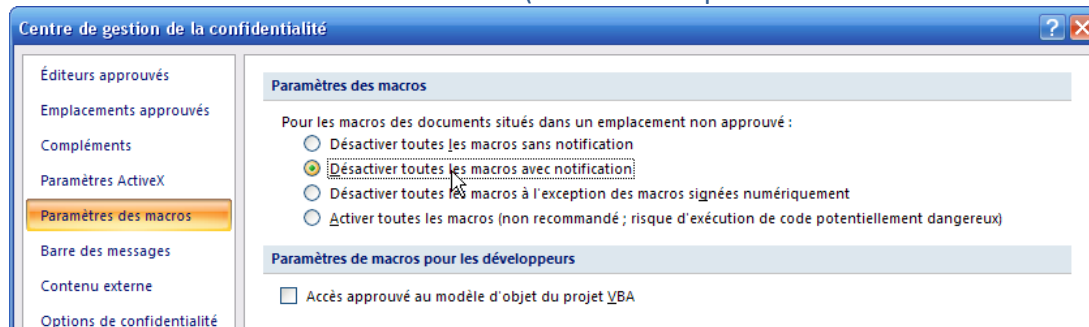 Centre de gestion de la confidentialité
Éditeurs approuvés
Emplacements approuvés
Compléments
Paramètres ActiveX
Paramètres des macros
Barre des messages
Contenu externe
Options de confidentialité
Paramètres des macros
Pour les macros des documents situés dans un emplacement non approuvé :
Désactiver toutes les macros sans notification
Désactiver toutes les macros avec notification
Désactiver toutes les macros à l'exception des macros signées numériquement
Activer toutes les macros (non recommandé ; risque d'exécution de code potentiellement dangereux)
Paramètres de macros pour les développeurs
Accès approuvé au modèle d'objet du projet VBA